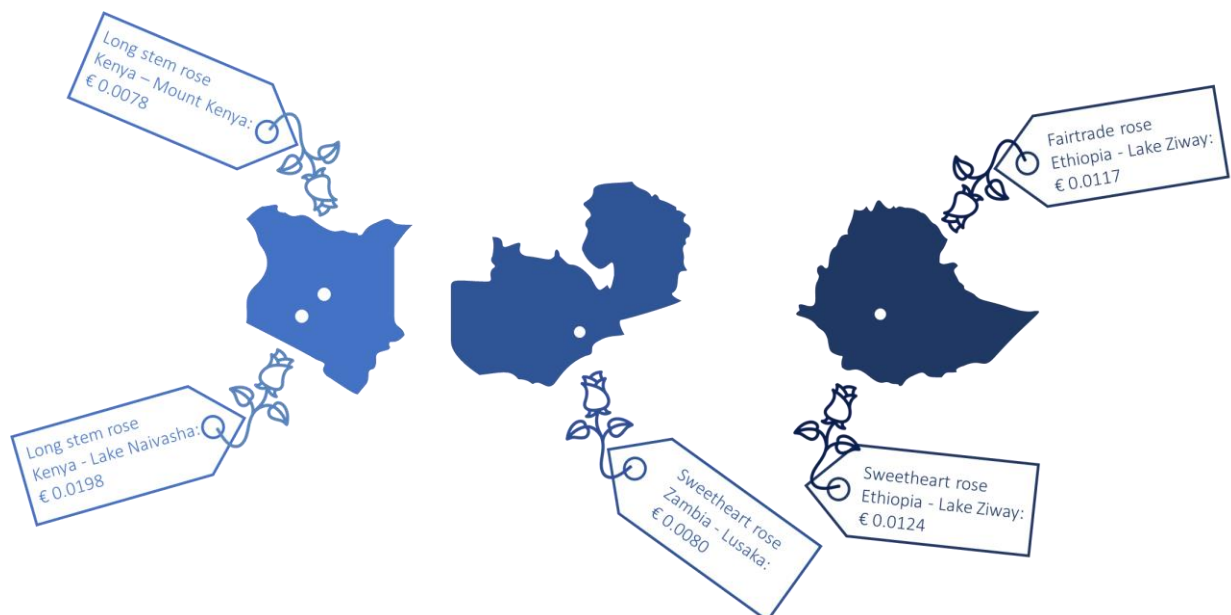 Long stem rose
Kenya – Mount Kenya:
€ 0.0078
Fairtrade rose
Ethiopia - Lake Ziway:
€ 0.0117
Long stem rose
Kenya - Lake Naivasha:
€ 0.0198
Sweetheart rose
Zambia - Lusaka:
€ 0.0080
Sweetheart rose
Ethiopia - Lake Ziway:
€ 0.0124